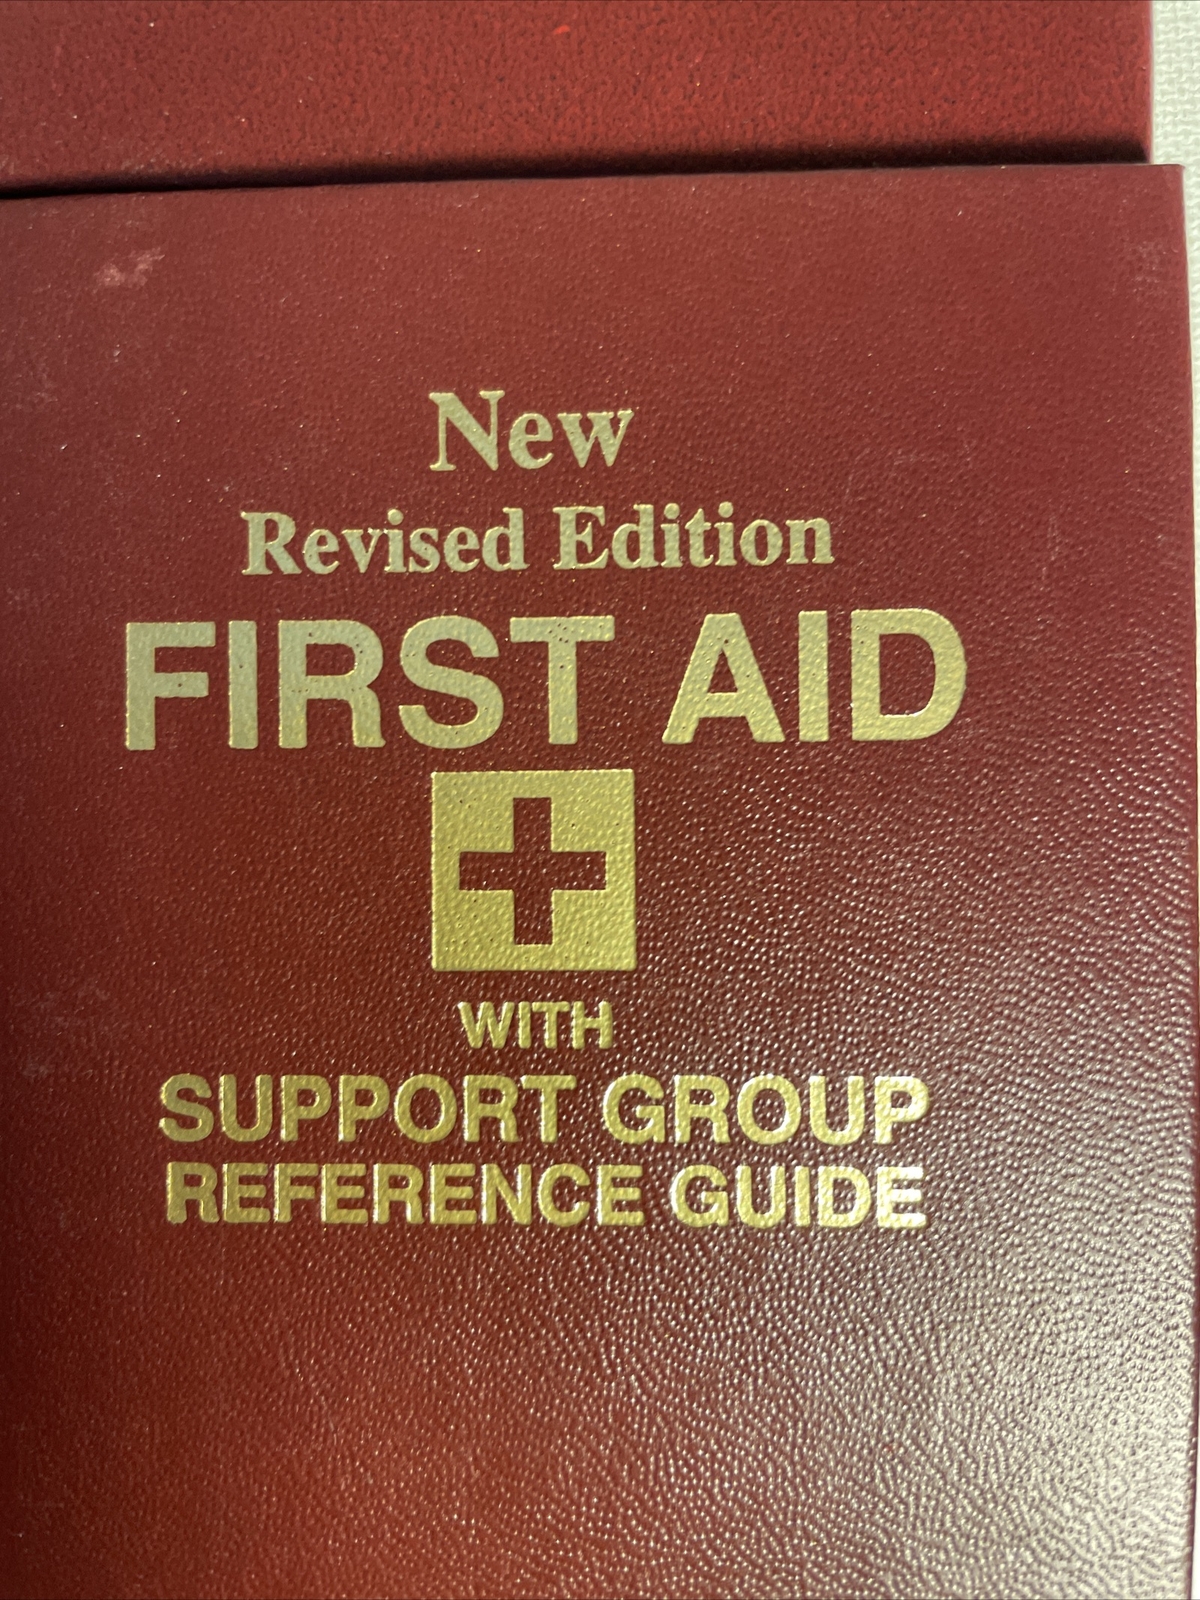 New
Revised Edition
FIRST AID
WITH
SUPPORT GROUP
REFERENCE GUIDE